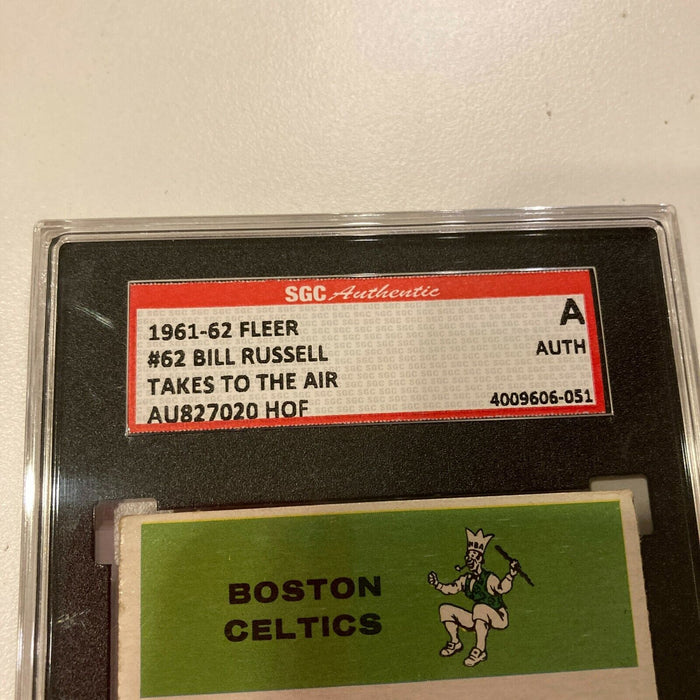 SGC Authentic
1961-62 FLEER
#62 BILL RUSSELL
TAKES TO THE AIR
AU827020 HOF
A
AUTH
4009606-051
BOSTON
CELTICS
NBA